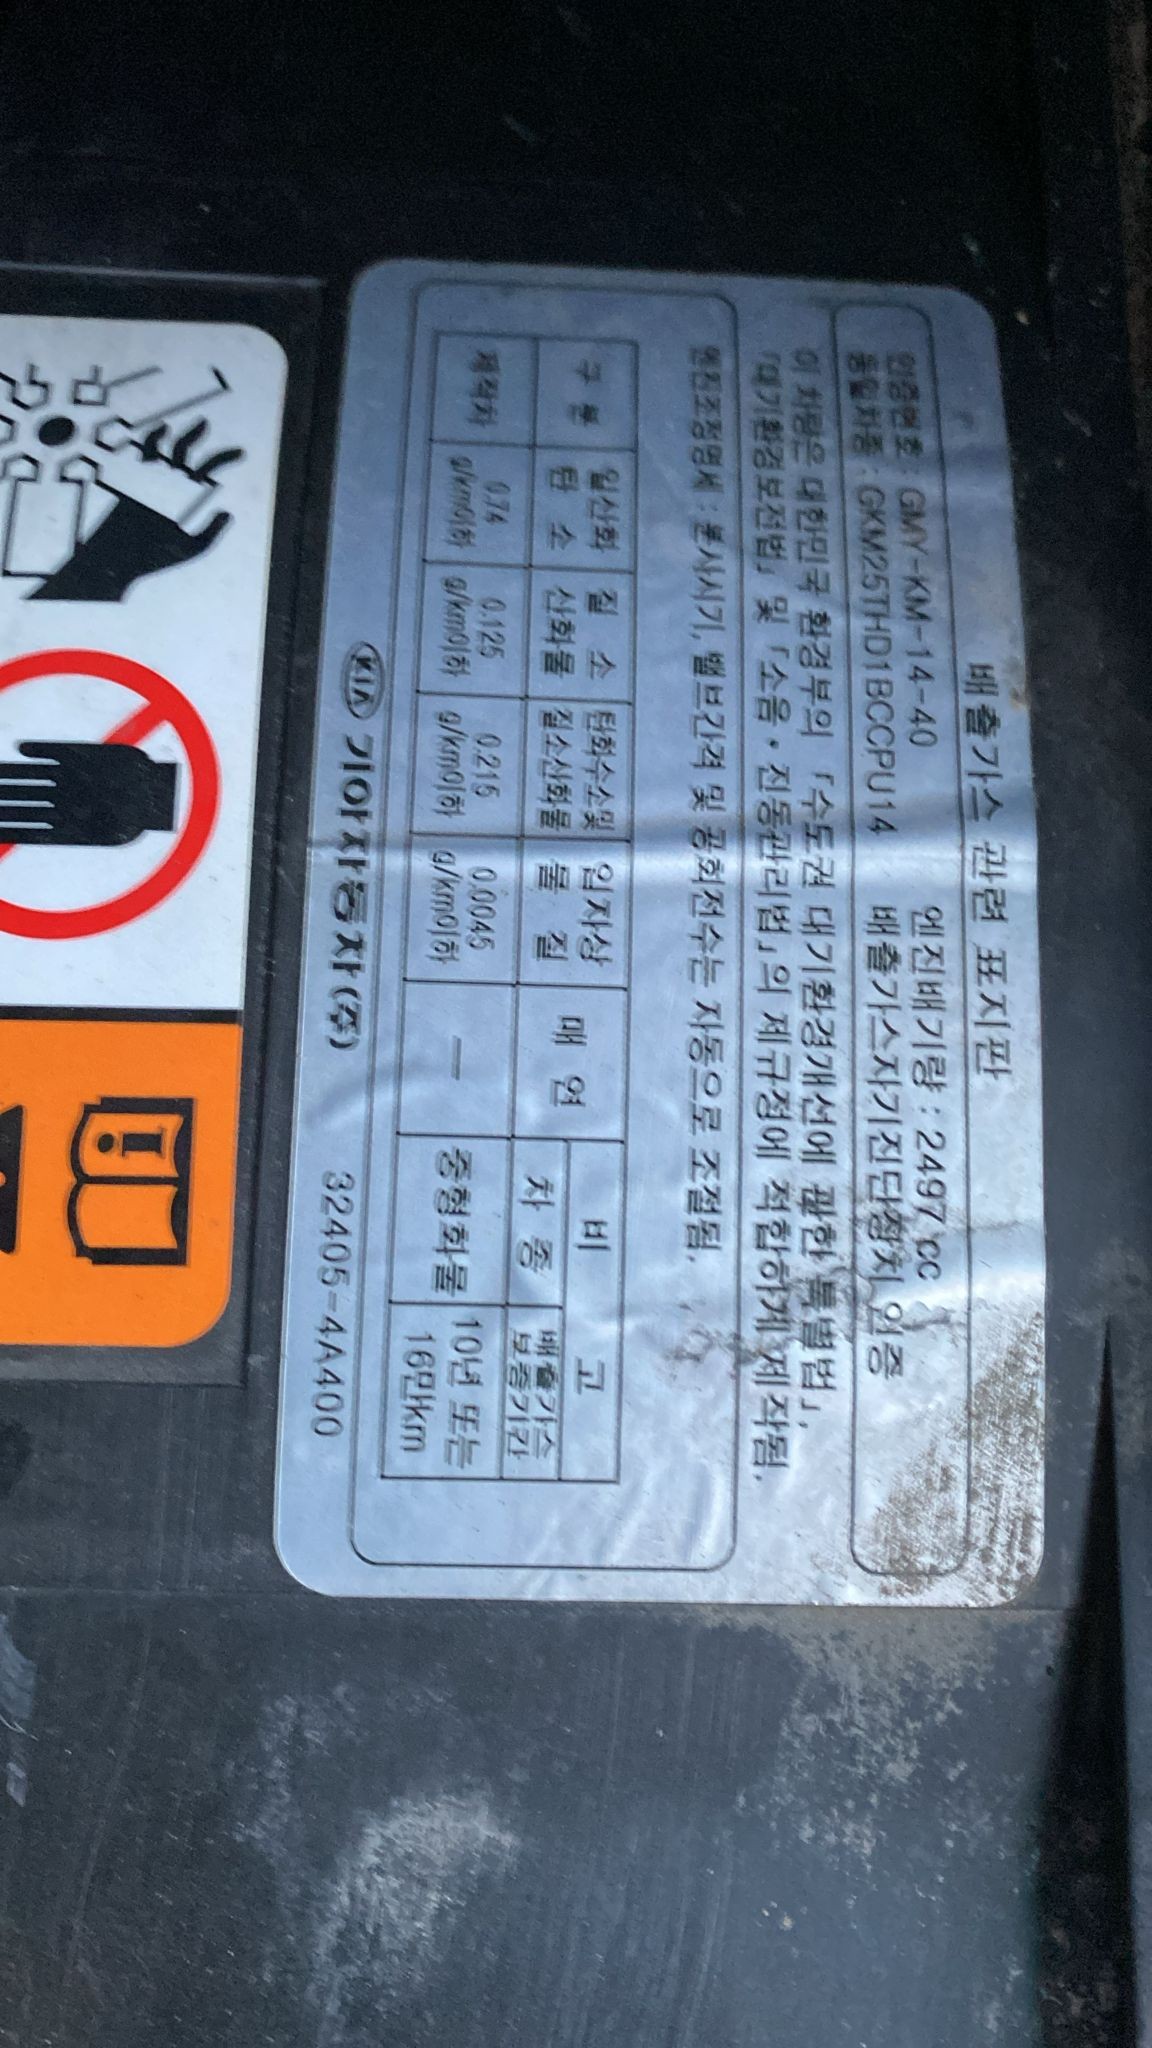 배출가스 관련 표지판
인증번호 : GMY-KM-14-40
엔진배기량 : 2497 cc
동일차종 : GKM25THD1BCCPU14
배출가스자기진단장치 인증
이 차량은 대한민국 환경부의 「수도권 대기환경개선에 관한 특별법」,
「대기환경보전법」 및 「소음·진동관리법」의 제규정에 적합하게 제작됨.
엔진조정명세 : 분사시기, 밸브간격 및 공회전수는 자동으로 조절됨.
구 분 일산화 탄 소 질 소 산화물 탄화수소및 질소산화물 입자상 물 질 매 연 비 고
차 종 배출가스 보증기간
제작차 0.74 g/km이하 0.125 g/km이하 0.215 g/km이하 0.0045 g/km이하 — 중형화물 10년 또는 16만km
KIA 기아자동차(주) 32405-4A400